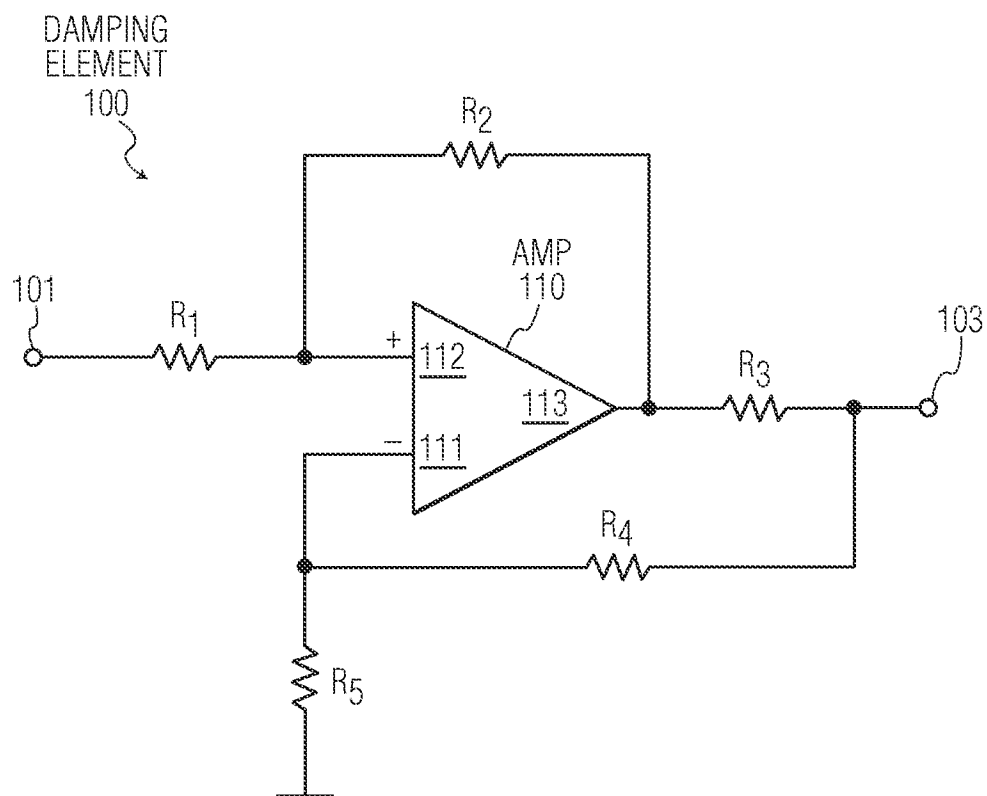 DAMPING
ELEMENT
100
R2
AMP
110
101
R1
+
112
113
R3
103
−
111
R4
R5